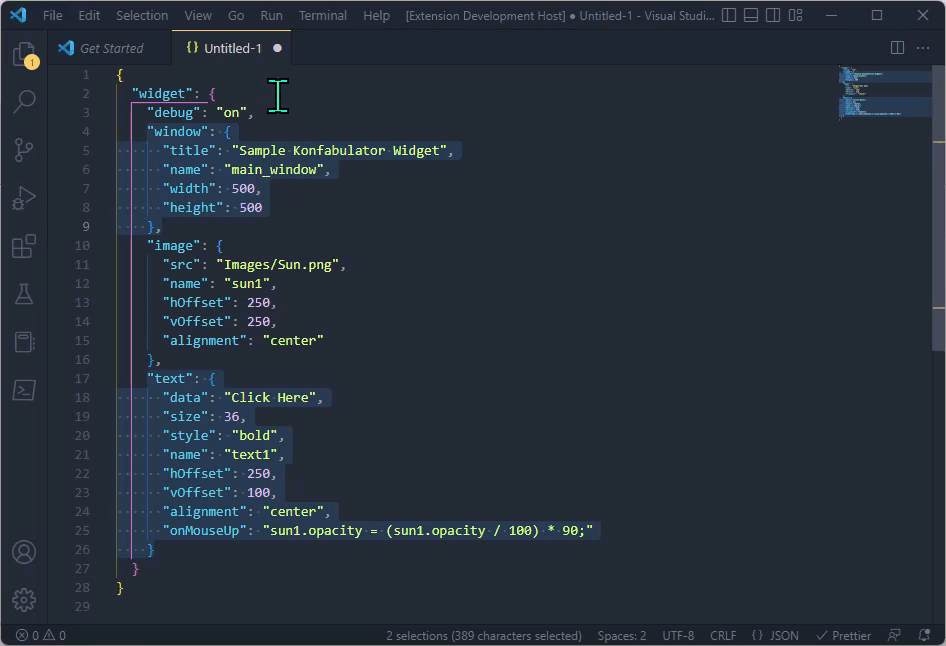 File Edit Selection View Go Run Terminal Help [Extension Development Host] ● Untitled-1 - Visual Studi...
Get Started {} Untitled-1 ●
1
1 {
2 "widget": {
3 "debug": "on",
4 "window": {
5 "title": "Sample Konfabulator Widget",
6 "name": "main_window",
7 "width": 500,
8 "height": 500
9 },
10 "image": {
11 "src": "Images/Sun.png",
12 "name": "sun1",
13 "hOffset": 250,
14 "vOffset": 250,
15 "alignment": "center"
16 },
17 "text": {
18 "data": "Click Here",
19 "size": 36,
20 "style": "bold",
21 "name": "text1",
22 "hOffset": 250,
23 "vOffset": 100,
24 "alignment": "center",
25 "onMouseUp": "sun1.opacity = (sun1.opacity / 100) * 90;"
26 }
27 }
28 }
29
0 0 2 selections (389 characters selected) Spaces: 2 UTF-8 CRLF {} JSON ✓ Prettier